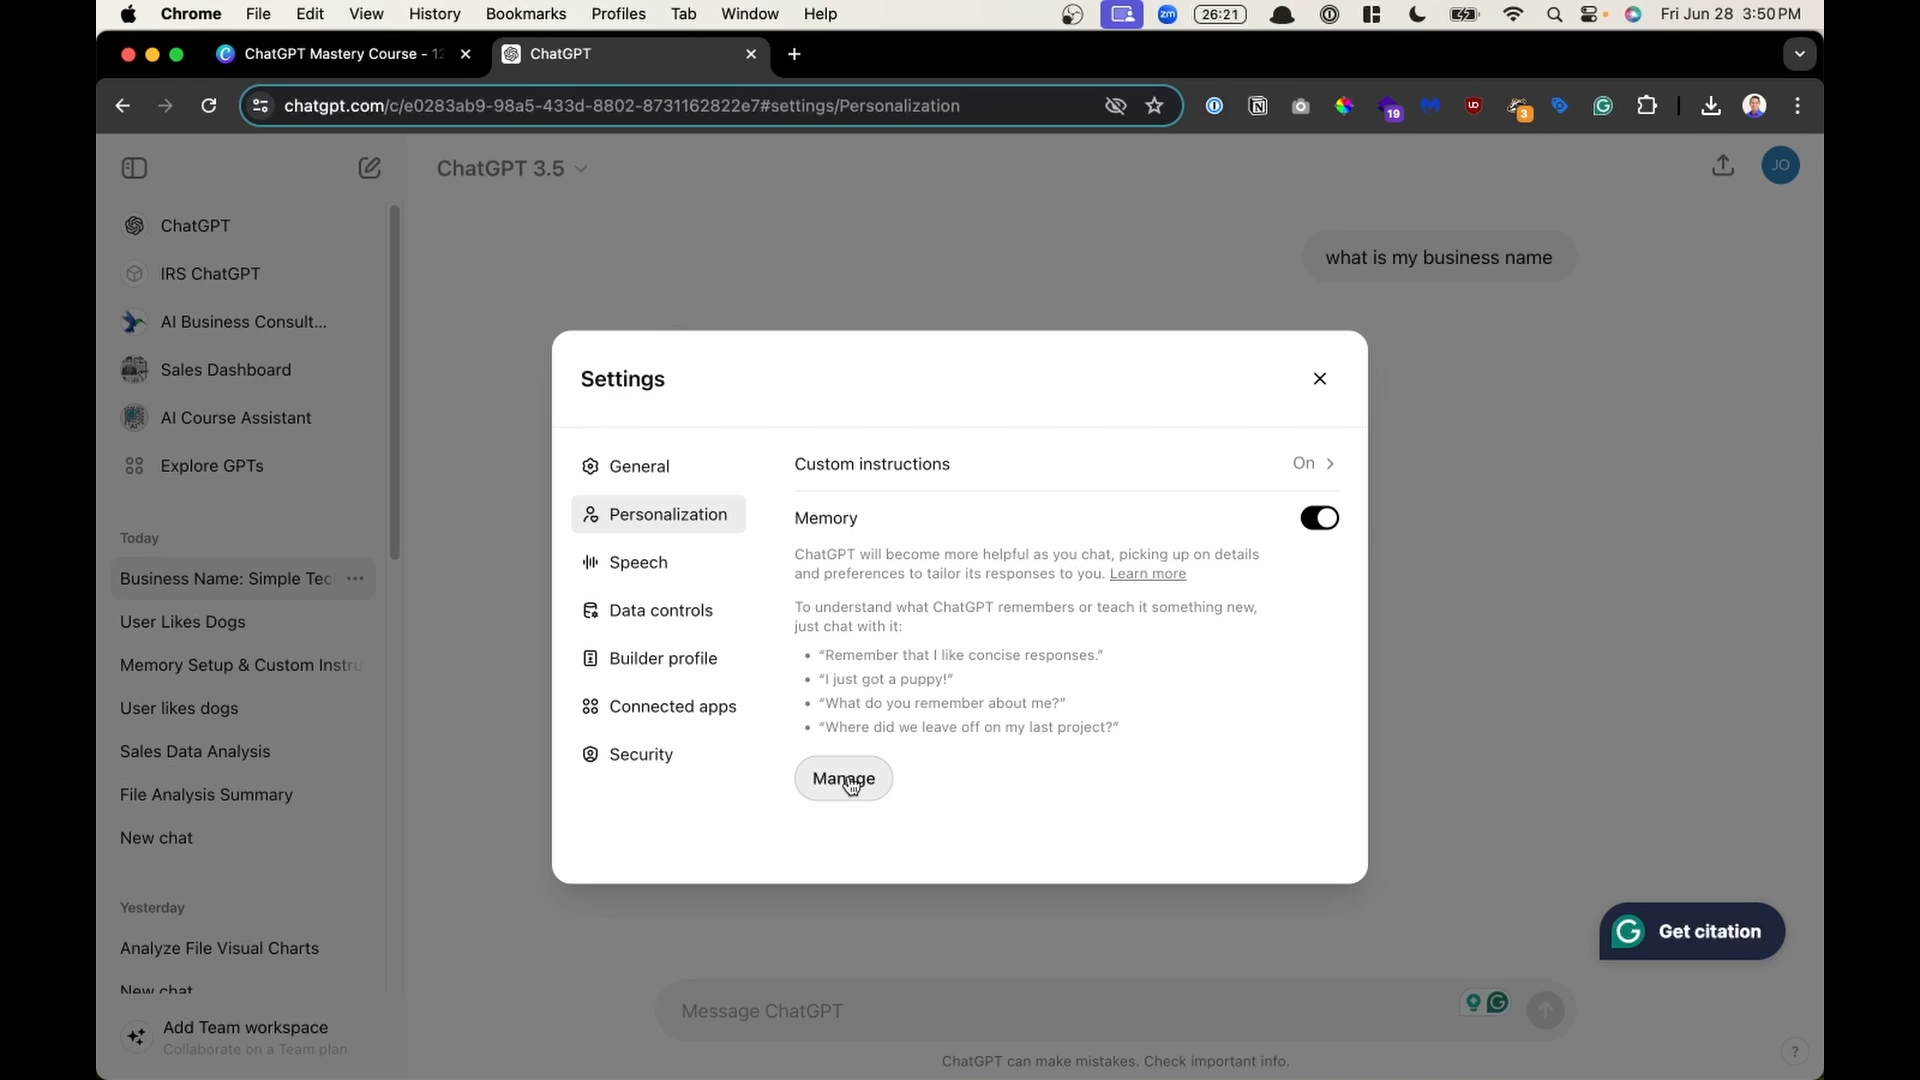 Chrome File Edit View History Bookmarks Profiles Tab Window Help zm 26:21 Fri Jun 28 3:50 PM
ChatGPT Mastery Course - 12 ChatGPT
chatgpt.com/c/e0283ab9-98a5-433d-8802-8731162822e7#settings/Personalization 19 UD 3
ChatGPT 3.5 JO
ChatGPT
what is my business name
IRS ChatGPT
AI Business Consult...
Sales Dashboard
AI Course Assistant
Explore GPTs
Today
Business Name: Simple Tec
User Likes Dogs
Memory Setup & Custom Instru
User likes dogs
Sales Data Analysis
File Analysis Summary
New chat
Yesterday
Analyze File Visual Charts
New chat
Add Team workspace
Collaborate on a Team plan
Settings
General
Personalization
Speech
Data controls
Builder profile
Connected apps
Security
Custom instructions On
Memory
ChatGPT will become more helpful as you chat, picking up on details
and preferences to tailor its responses to you. Learn more
To understand what ChatGPT remembers or teach it something new,
just chat with it:
• “Remember that I like concise responses.”
• “I just got a puppy!”
• “What do you remember about me?”
• “Where did we leave off on my last project?”
Manage
Get citation
Message ChatGPT
ChatGPT can make mistakes. Check important info.
?